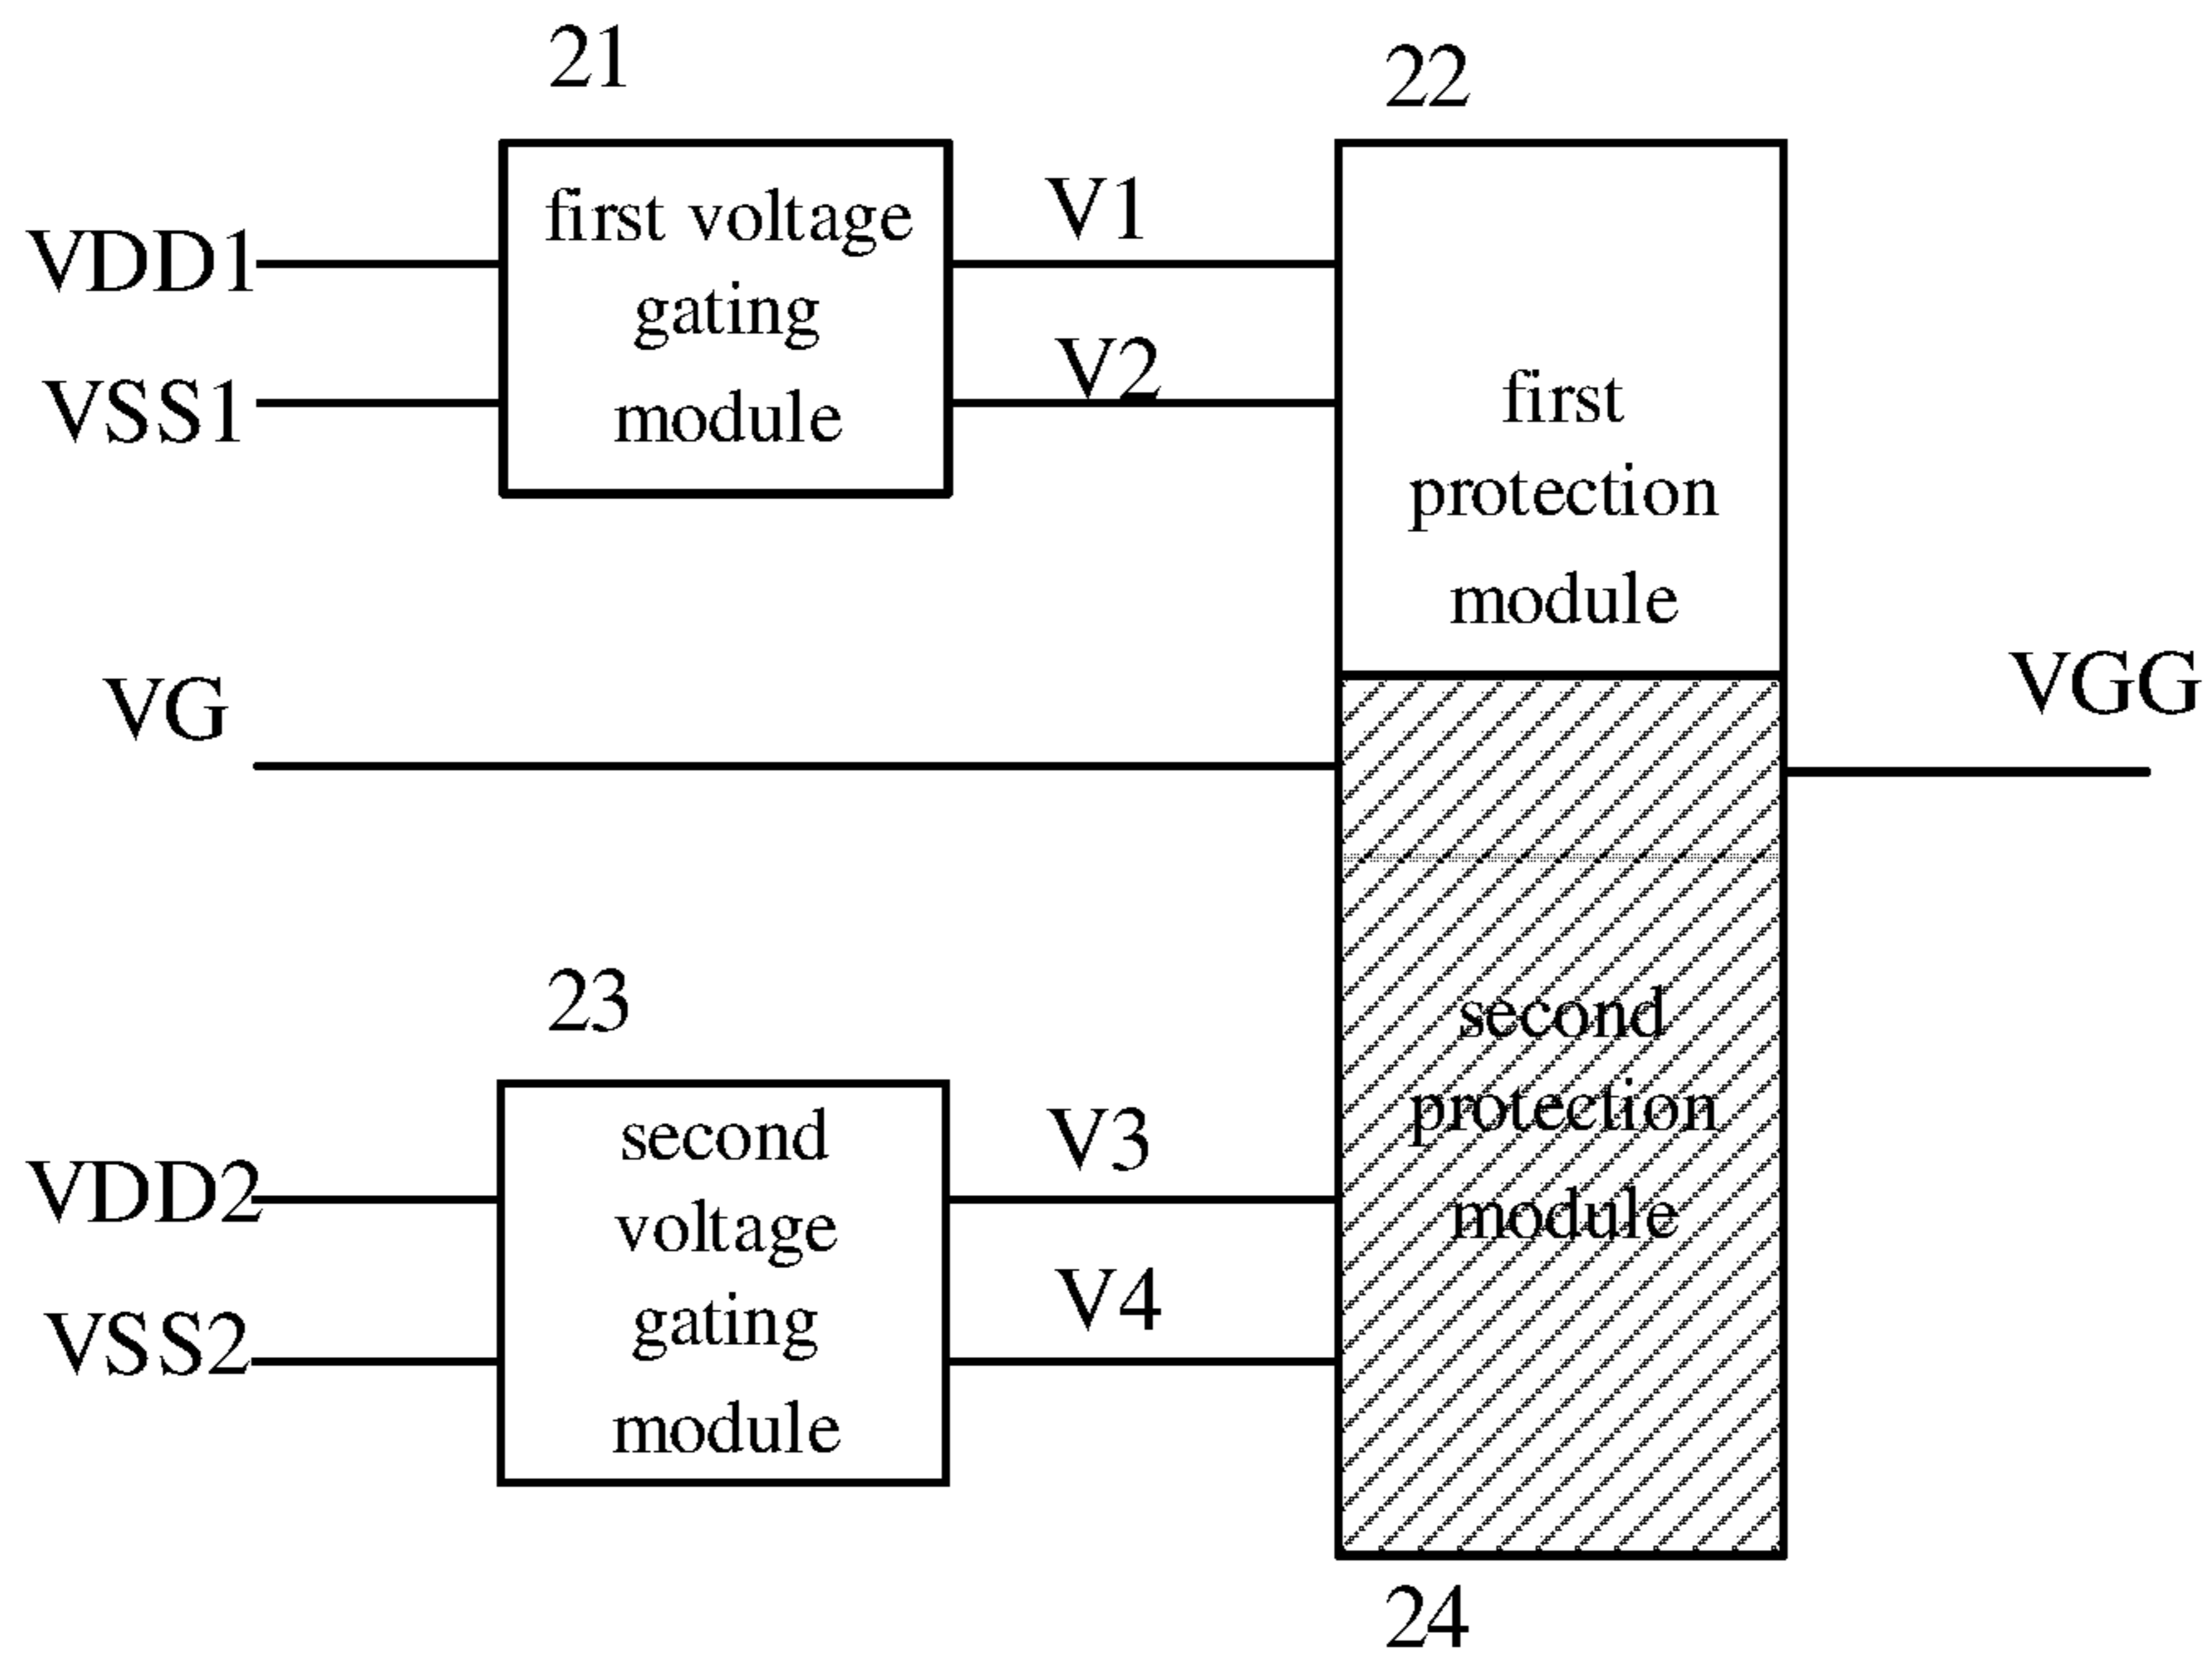 21
22
first voltage
gating
module
VDD1
VSS1
V1
V2
first
protection
module
VG
VGG
23
second
voltage
gating
module
VDD2
VSS2
V3
V4
second
protection
module
24